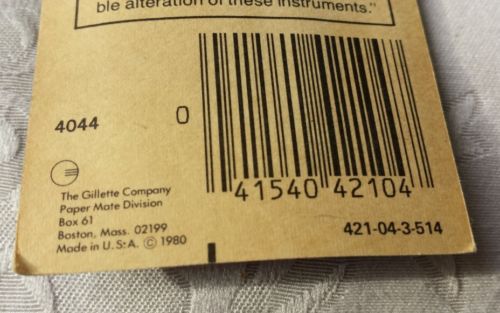 ble alteration of these instruments."
4044
0
41540 42104
The Gillette Company
Paper Mate Division
Box 61
Boston, Mass. 02199
Made in U.S.A. © 1980
421-04-3-514